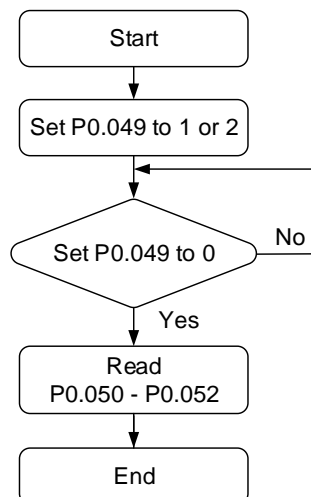 Start
Set P0.049 to 1 or 2
Set P0.049 to 0
No
Yes
Read
P0.050 - P0.052
End